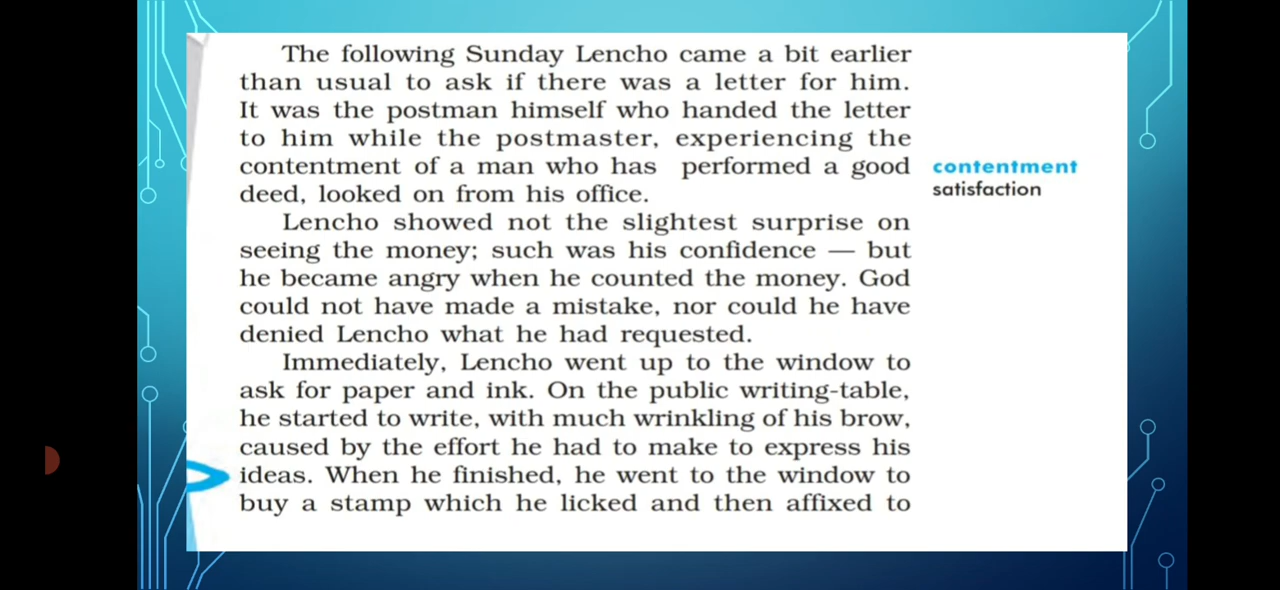 The following Sunday Lencho came a bit earlier
than usual to ask if there was a letter for him.
It was the postman himself who handed the letter
to him while the postmaster, experiencing the
contentment of a man who has performed a good
deed, looked on from his office.
contentment
satisfaction
Lencho showed not the slightest surprise on
seeing the money; such was his confidence — but
he became angry when he counted the money. God
could not have made a mistake, nor could he have
denied Lencho what he had requested.
Immediately, Lencho went up to the window to
ask for paper and ink. On the public writing-table,
he started to write, with much wrinkling of his brow,
caused by the effort he had to make to express his
ideas. When he finished, he went to the window to
buy a stamp which he licked and then affixed to